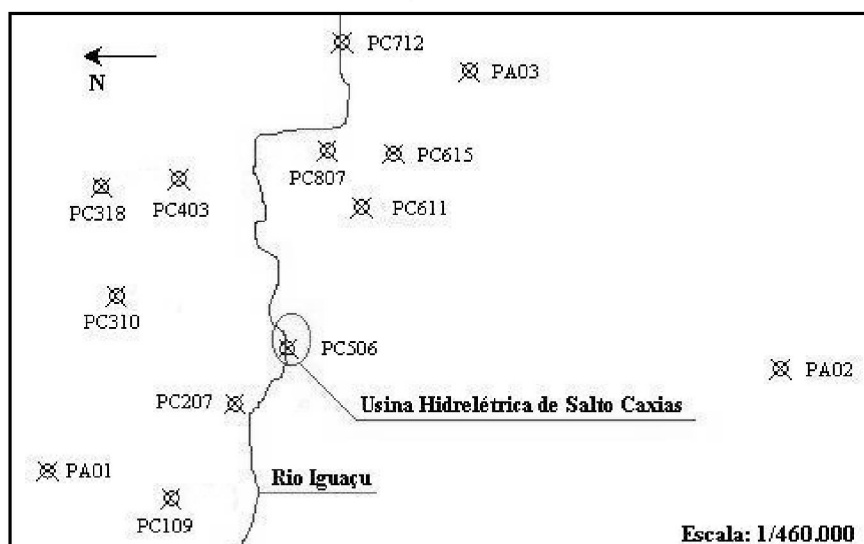 PC712
N
PA03
PC807
PC615
PC318
PC403
PC611
PC310
PC506
PA02
PC207
Usina Hidrelétrica de Salto Caxias
PA01
Rio Iguaçu
PC109
Escala: 1/460.000